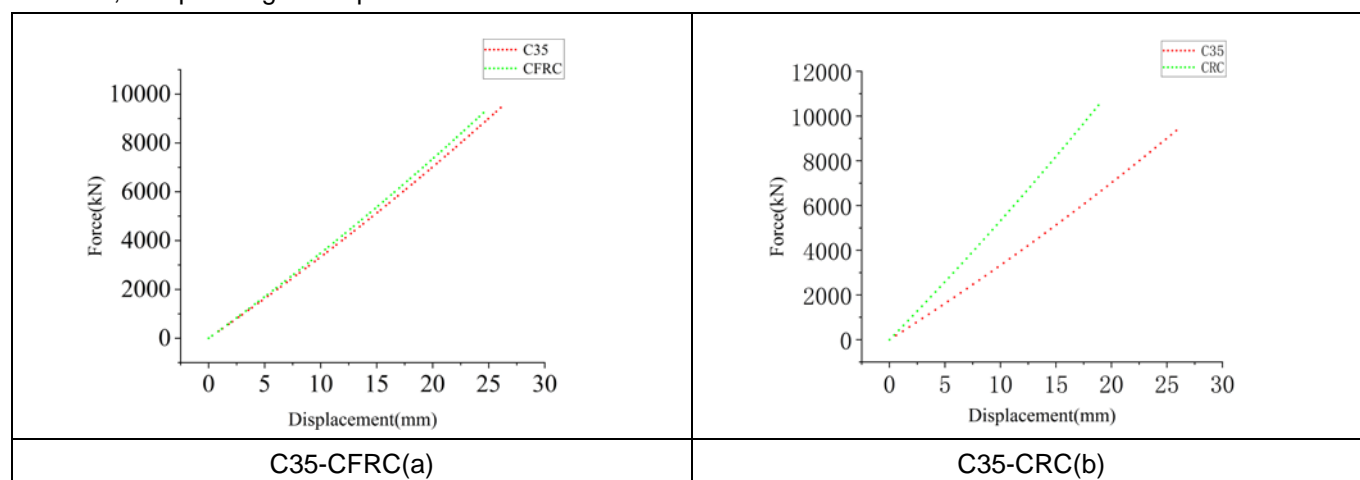 C35
CFRC
10000
8000
6000
4000
2000
0
Force(kN)
0 5 10 15 20 25 30
Displacement(mm)
C35-CFRC(a)
C35
CRC
12000
10000
8000
6000
4000
2000
0
Force(kN)
0 5 10 15 20 25 30
Displacement(mm)
C35-CRC(b)